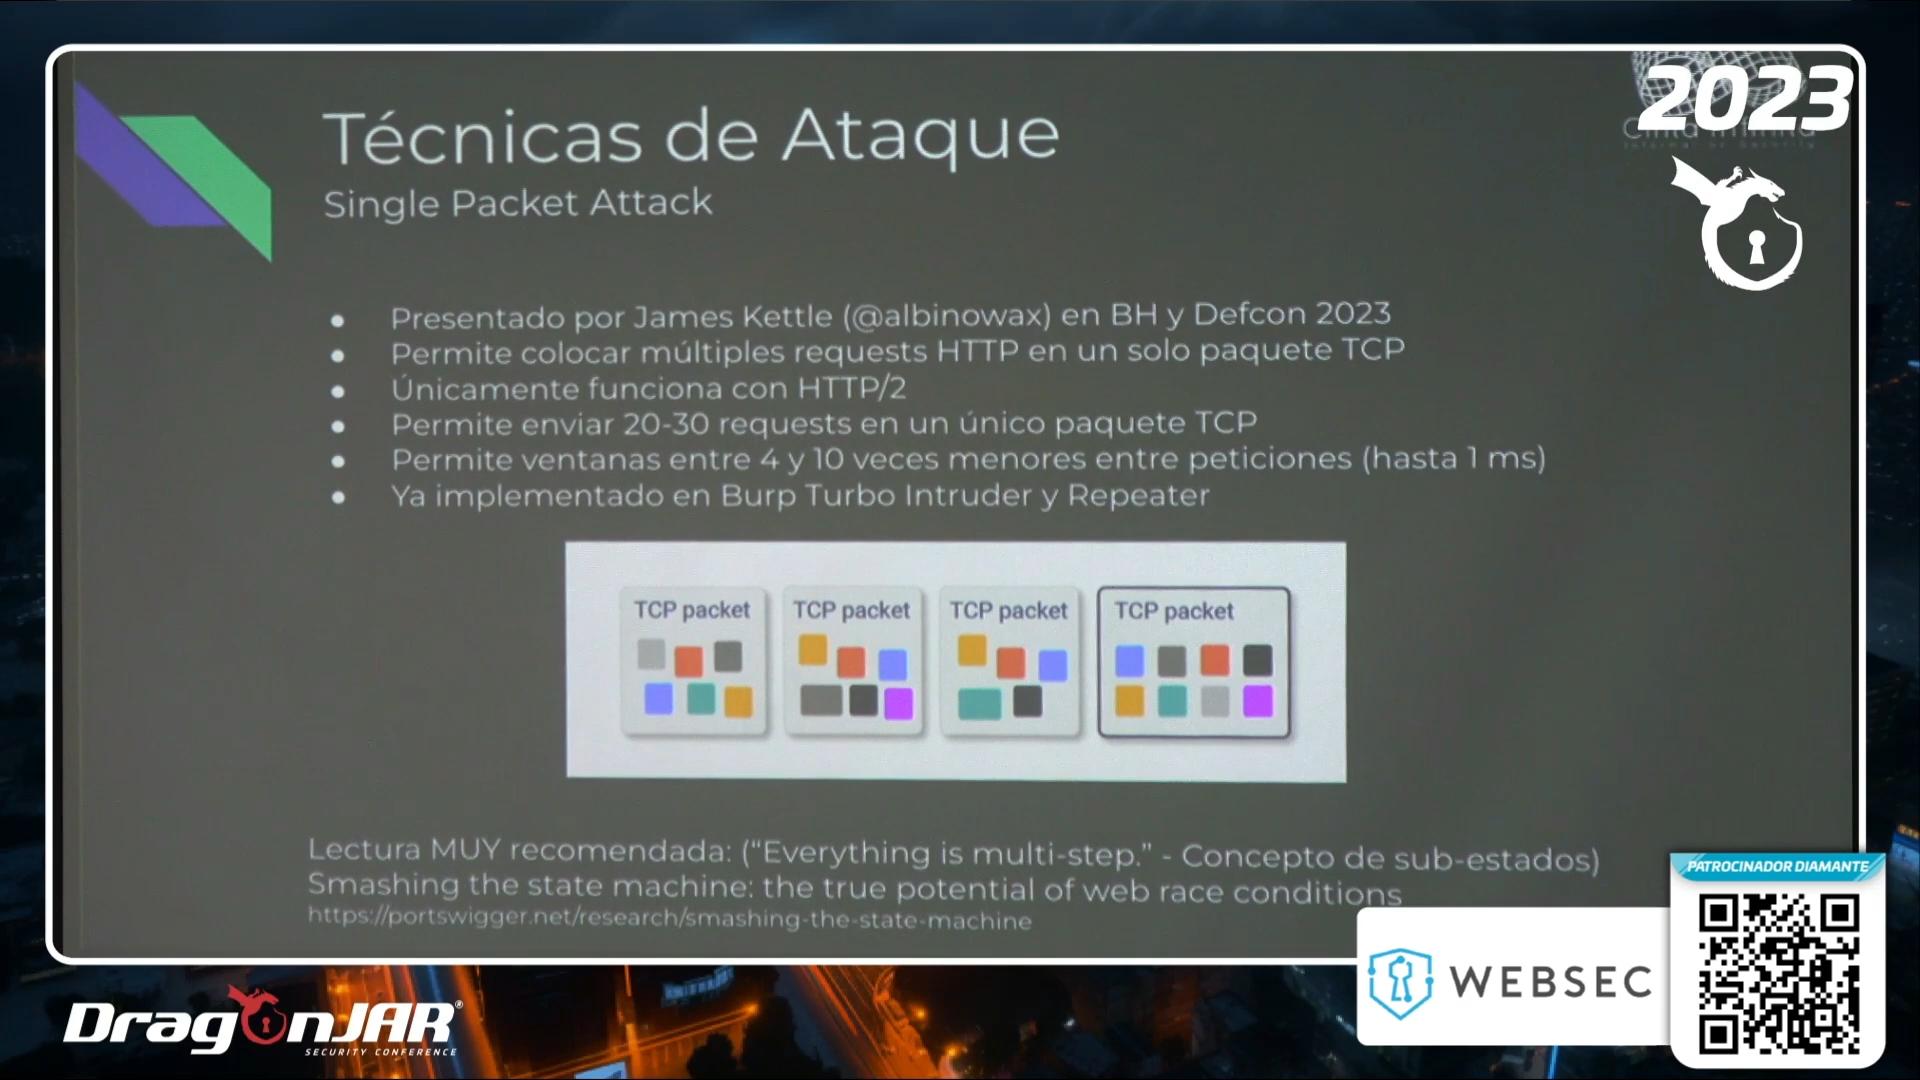 2023
Técnicas de Ataque
Single Packet Attack
Presentado por James Kettle (@albinowax) en BH y Defcon 2023
Permite colocar múltiples requests HTTP en un solo paquete TCP
Únicamente funciona con HTTP/2
Permite enviar 20-30 requests en un único paquete TCP
Permite ventanas entre 4 y 10 veces menores entre peticiones (hasta 1 ms)
Ya implementado en Burp Turbo Intruder y Repeater
TCP packet
TCP packet
TCP packet
TCP packet
Lectura MUY recomendada: (“Everything is multi-step.” - Concepto de sub-estados)
Smashing the state machine: the true potential of web race conditions
https://portswigger.net/research/smashing-the-state-machine
PATROCINADOR DIAMANTE
WEBSEC
DragonJAR®
SECURITY CONFERENCE